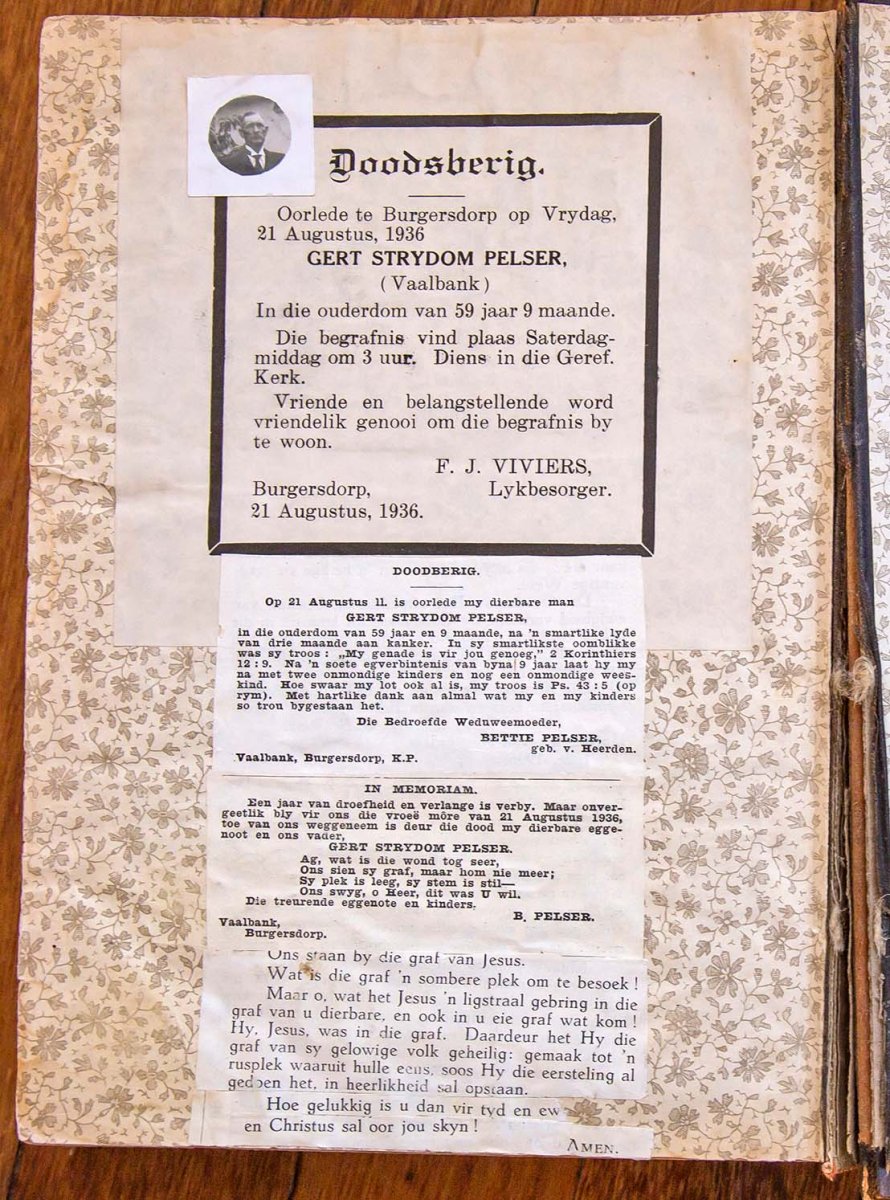 Doodsberig.
Oorlede te Burgersdorp op Vrydag,
21 Augustus, 1936
GERT STRYDOM PELSER,
(Vaalbank)
In die ouderdom van 59 jaar 9 maande.
Die begrafnis vind plaas Saterdag-
middag om 3 uur. Diens in die Geref.
Kerk.
Vriende en belangstellende word
vriendelik genooi om die begrafnis by
te woon.
F. J. VIVIERS,
Burgersdorp, Lykbesorger.
21 Augustus, 1936.
DOODBERIG.
Op 21 Augustus ll. is oorlede my dierbare man
GERT STRYDOM PELSER,
in die ouderdom van 59 jaar en 9 maande, na 'n smartlike lyde
van drie maande aan kanker. In sy smartlikste oomblikke
was sy troos: „My genade is vir jou genoeg," 2 Korinthiers
12:9. Na 'n soete egverbintenis van byna 9 jaar laat hy my
na met twee onmondige kinders en nog een onmondige wees-
kind. Hoe swaar my lot ook al is, my troos is Ps. 43:5 (op
rym). Met hartlike dank aan almal wat my en my kinders
so trou bygestaan het.
Die Bedroefde Weduweemoeder,
BETTIE PELSER,
geb. v. Heerden.
Vaalbank, Burgersdorp, K.P.
IN MEMORIAM.
Een jaar van droefheid en verlange is verby. Maar onver-
geetlik bly vir ons die vroeë môre van 21 Augustus 1936,
toe van ons weggeneem is deur die dood my dierbare egge-
noot en ons vader,
GERT STRYDOM PELSER.
Ag, wat is die wond tog seer,
Ons sien sy graf, maar hom nie meer;
Sy plek is leeg, sy stem is stil—
Ons swyg, o Heer, dit was U wil.
Die treurende eggenote en kinders.
B. PELSER.
Vaalbank,
Burgersdorp.
Ons staan by die graf van Jesus.
Wat is die graf 'n sombere plek om te besoek!
Maar o, wat het Jesus 'n ligstraal gebring in die
graf van u dierbare, en ook in u eie graf wat kom!
Hy, Jesus, was in die graf. Daardeur het Hy die
graf van sy gelowige volk geheilig: gemaak tot 'n
rusplek waaruit hulle eens, soos Hy die eersteling al
gedoen het, in heerlikheid sal opstaan.
Hoe gelukkig is u dan vir tyd en
en Christus sal oor jou skyn!
AMEN.